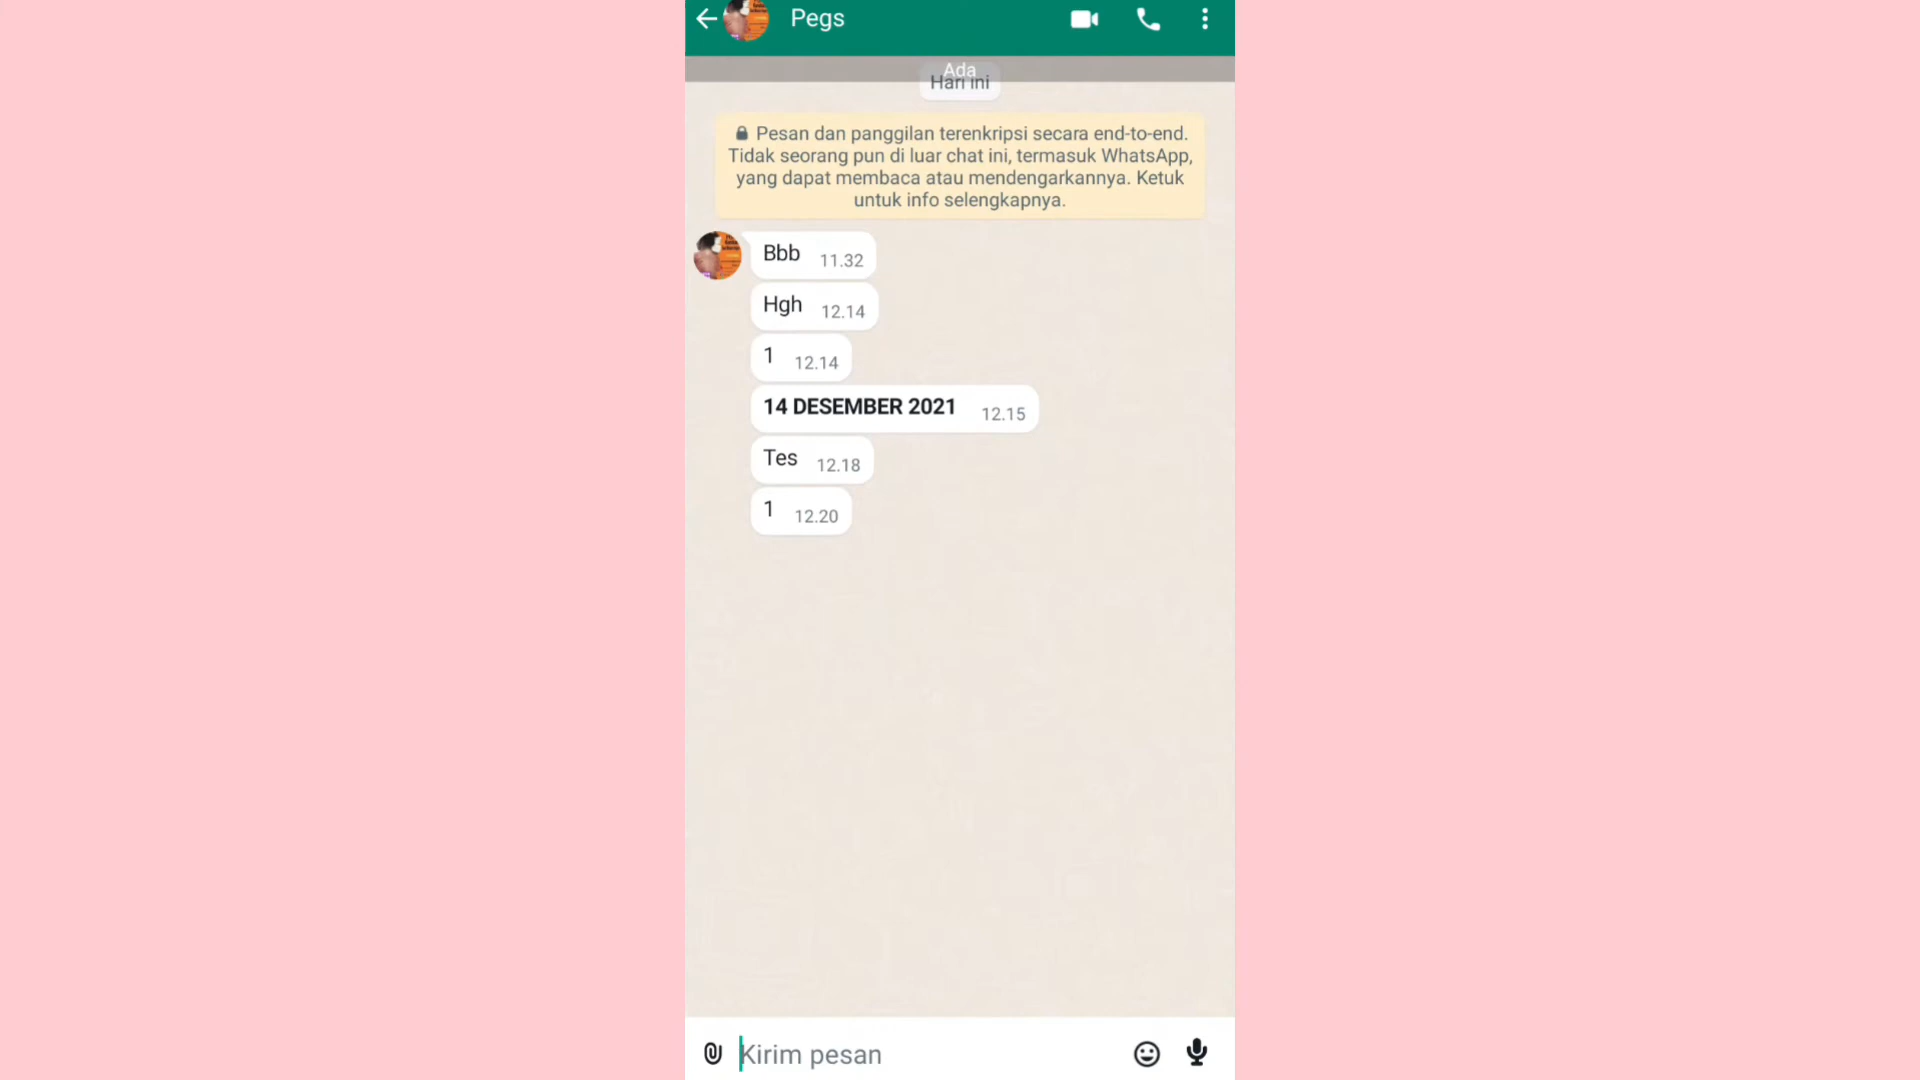 Pegs
Ada
Hari ini
Pesan dan panggilan terenkripsi secara end-to-end.
Tidak seorang pun di luar chat ini, termasuk WhatsApp,
yang dapat membaca atau mendengarkannya. Ketuk
untuk info selengkapnya.
Bbb 11.32
Hgh 12.14
1 12.14
14 DESEMBER 2021 12.15
Tes 12.18
1 12.20
Kirim pesan